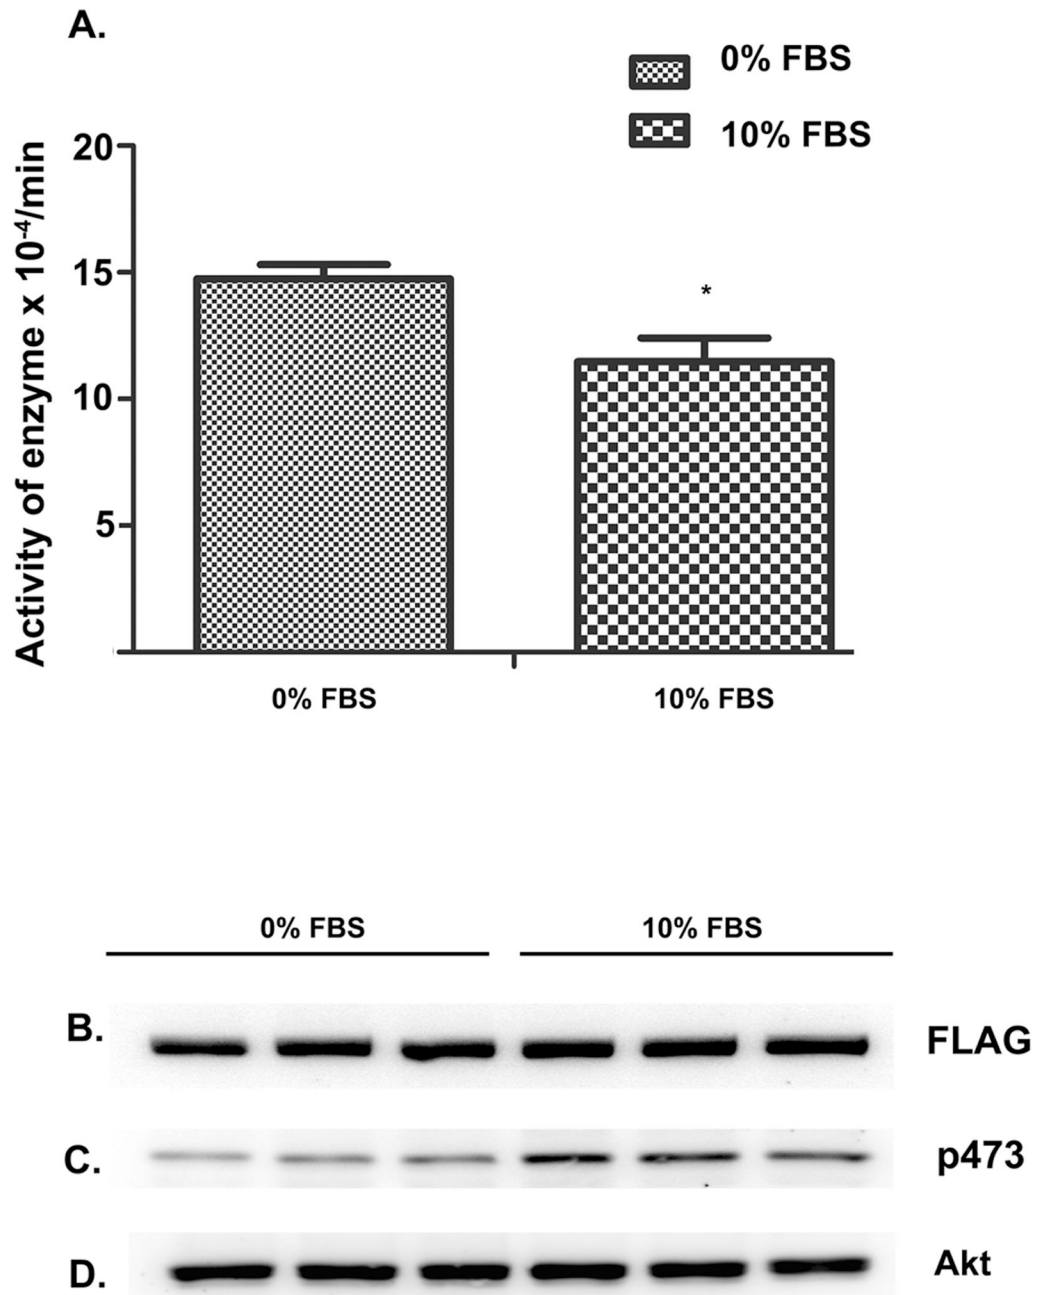 A.
0% FBS
10% FBS
Activity of enzyme x 10⁻⁴/min
20
15
*
10
5
0% FBS 10% FBS
0% FBS 10% FBS
B. FLAG
C. p473
D. Akt